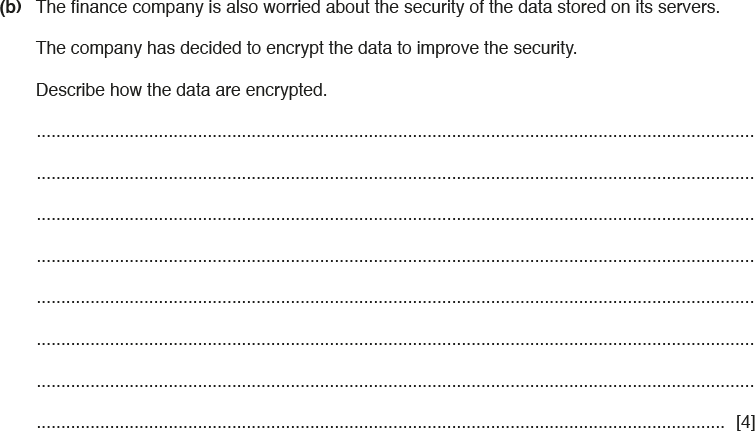 (b) The finance company is also worried about the security of the data stored on its servers.
The company has decided to encrypt the data to improve the security.
Describe how the data are encrypted.
..........................................................................................
..........................................................................................
..........................................................................................
..........................................................................................
..........................................................................................
..........................................................................................
..........................................................................................
.......................................................................................... [4]